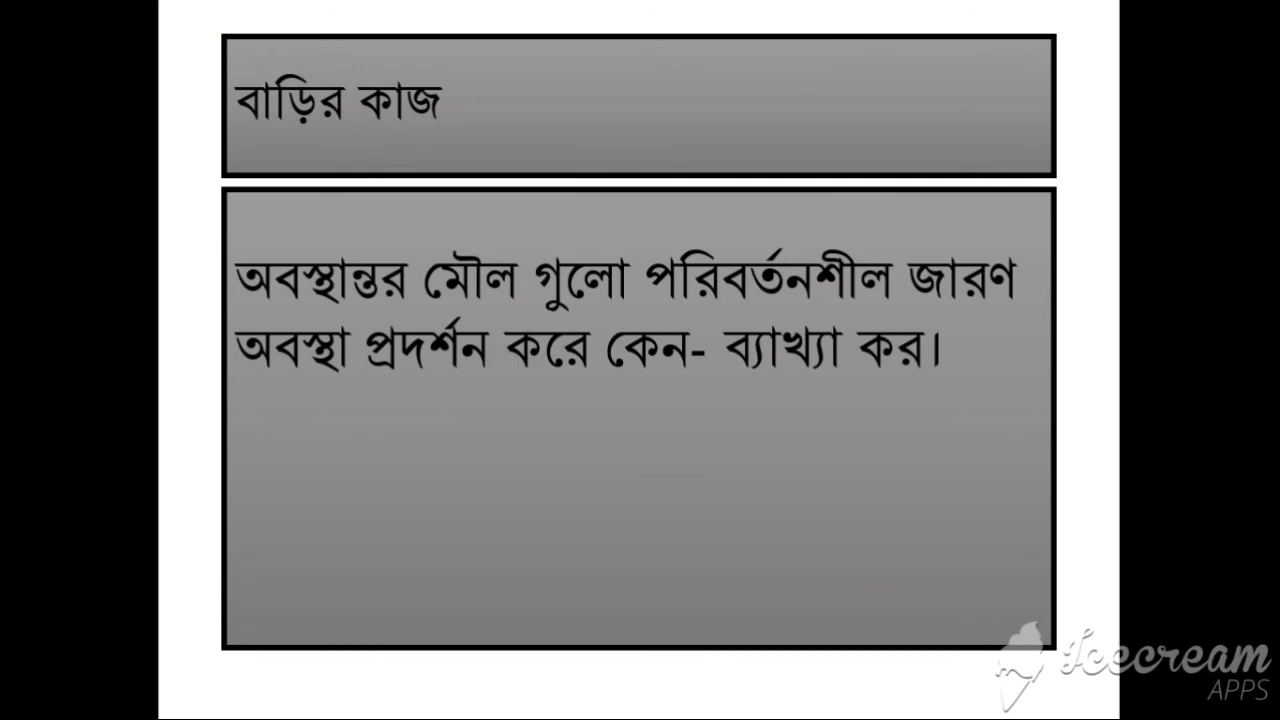 বাড়ির কাজ
অবস্থান্তর মৌল গুলো পরিবর্তনশীল জারণ
অবস্থা প্রদর্শন করে কেন- ব্যাখ্যা কর।
Icecream
APPS